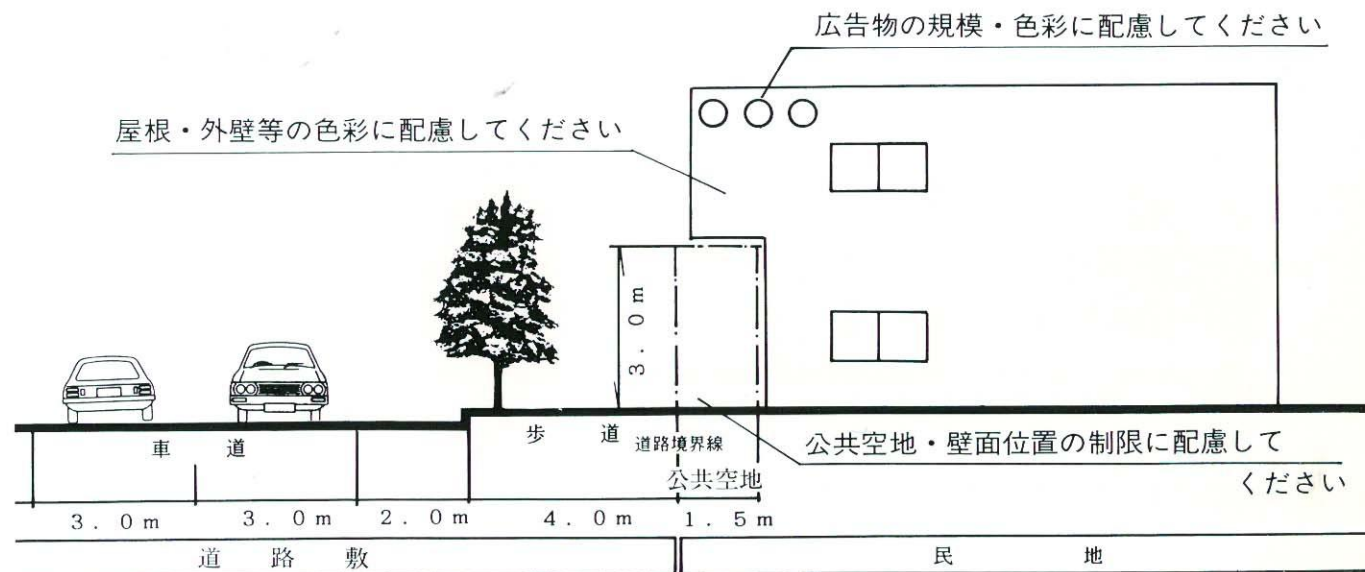 広告物の規模・色彩に配慮してください
屋根・外壁等の色彩に配慮してください
3.0m
車道
歩道
道路境界線
公共空地・壁面位置の制限に配慮して
ください
公共空地
3.0m 3.0m 2.0m 4.0m 1.5m
道路敷 民地